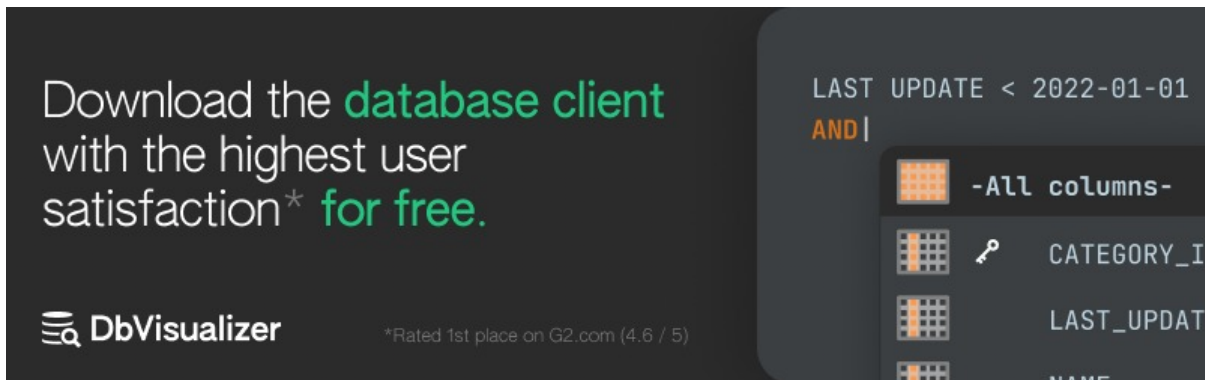 Download the database client
with the highest user
satisfaction* for free.
DbVisualizer
*Rated 1st place on G2.com (4.6 / 5)
LAST UPDATE < 2022-01-01
AND
-All columns-
CATEGORY_I
LAST_UPDAT
NAME